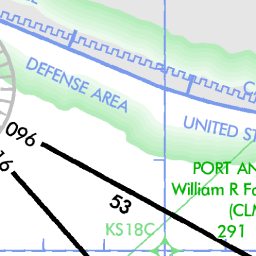 DEFENSE AREA
UNITED ST
096
16
53
PORT AN
William R Fa
(CLM
291
KS18C